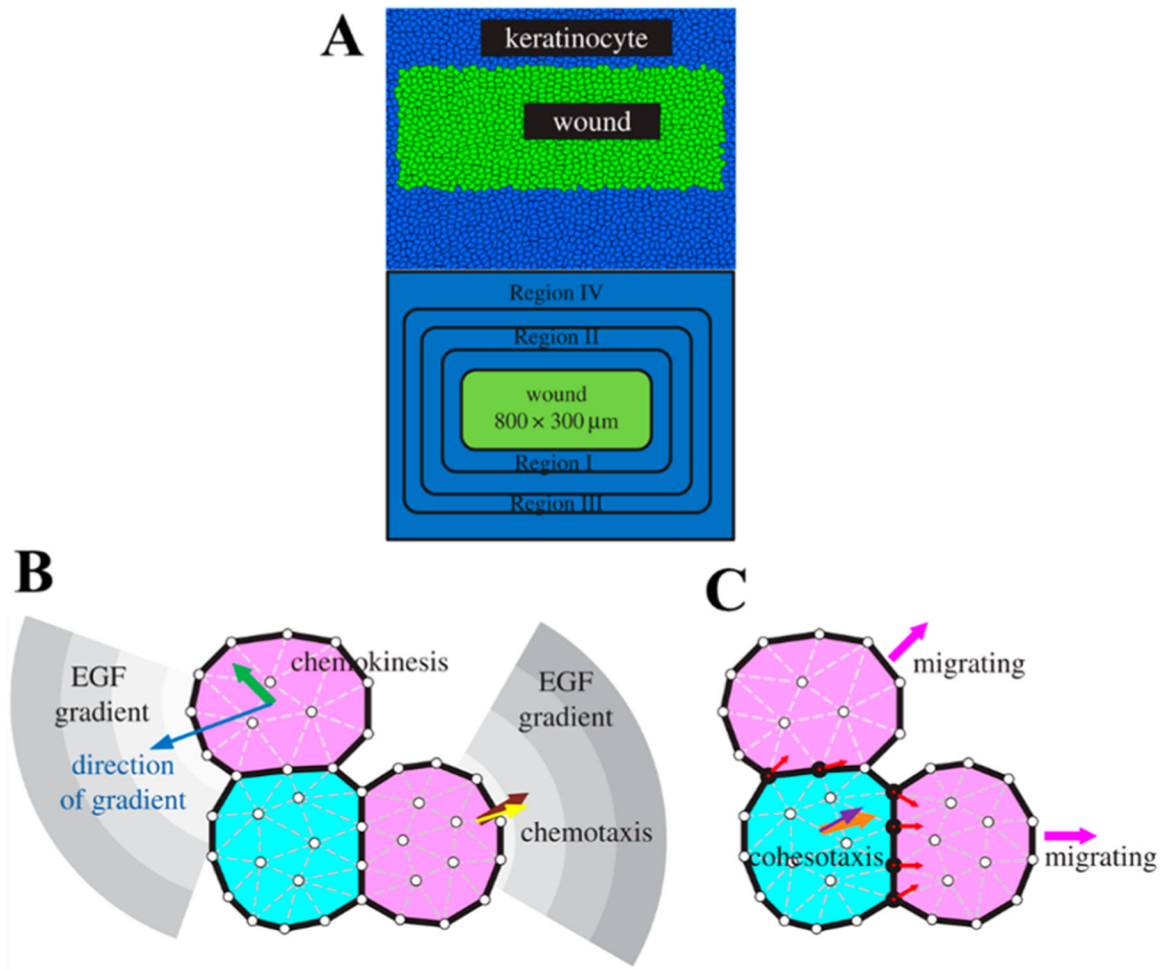 A
keratinocyte
wound
Region IV
Region II
wound
800 × 300 µm
Region I
Region III
B
EGF
gradient
chemokinesis
direction
of gradient
EGF
gradient
chemotaxis
C
migrating
cohesotaxis
migrating